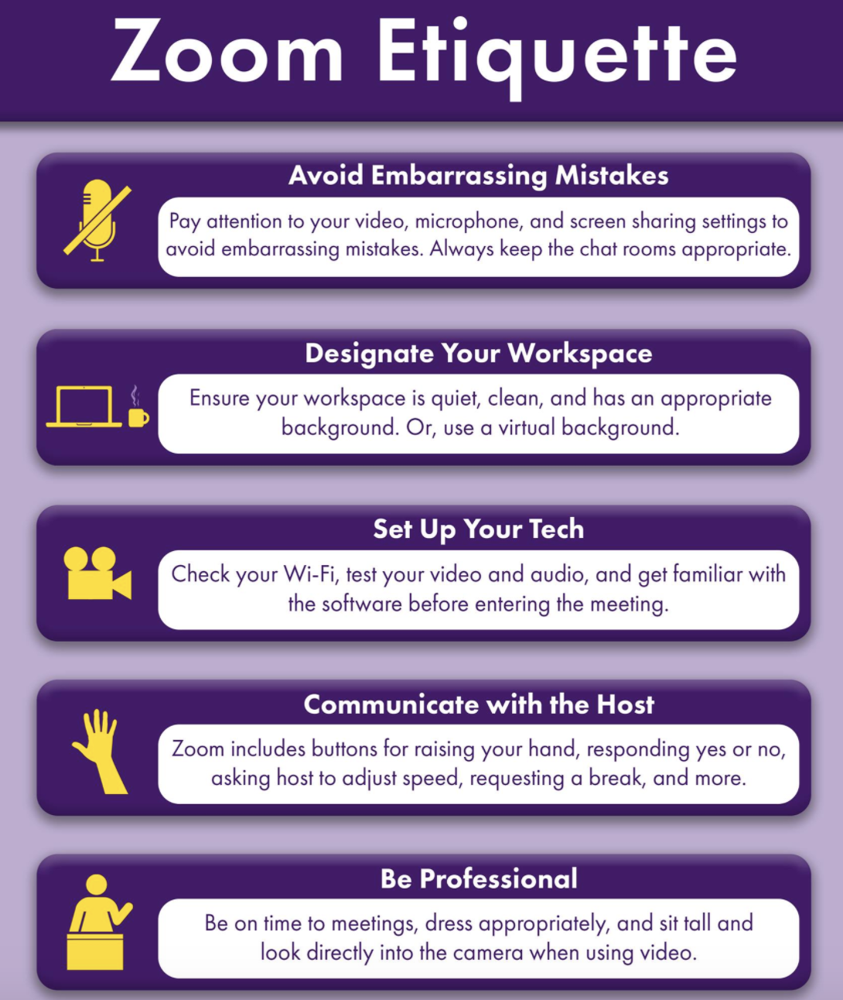 Zoom Etiquette
Avoid Embarrassing Mistakes
Pay attention to your video, microphone, and screen sharing settings to
avoid embarrassing mistakes. Always keep the chat rooms appropriate.
Designate Your Workspace
Ensure your workspace is quiet, clean, and has an appropriate
background. Or, use a virtual background.
Set Up Your Tech
Check your Wi-Fi, test your video and audio, and get familiar with
the software before entering the meeting.
Communicate with the Host
Zoom includes buttons for raising your hand, responding yes or no,
asking host to adjust speed, requesting a break, and more.
Be Professional
Be on time to meetings, dress appropriately, and sit tall and
look directly into the camera when using video.